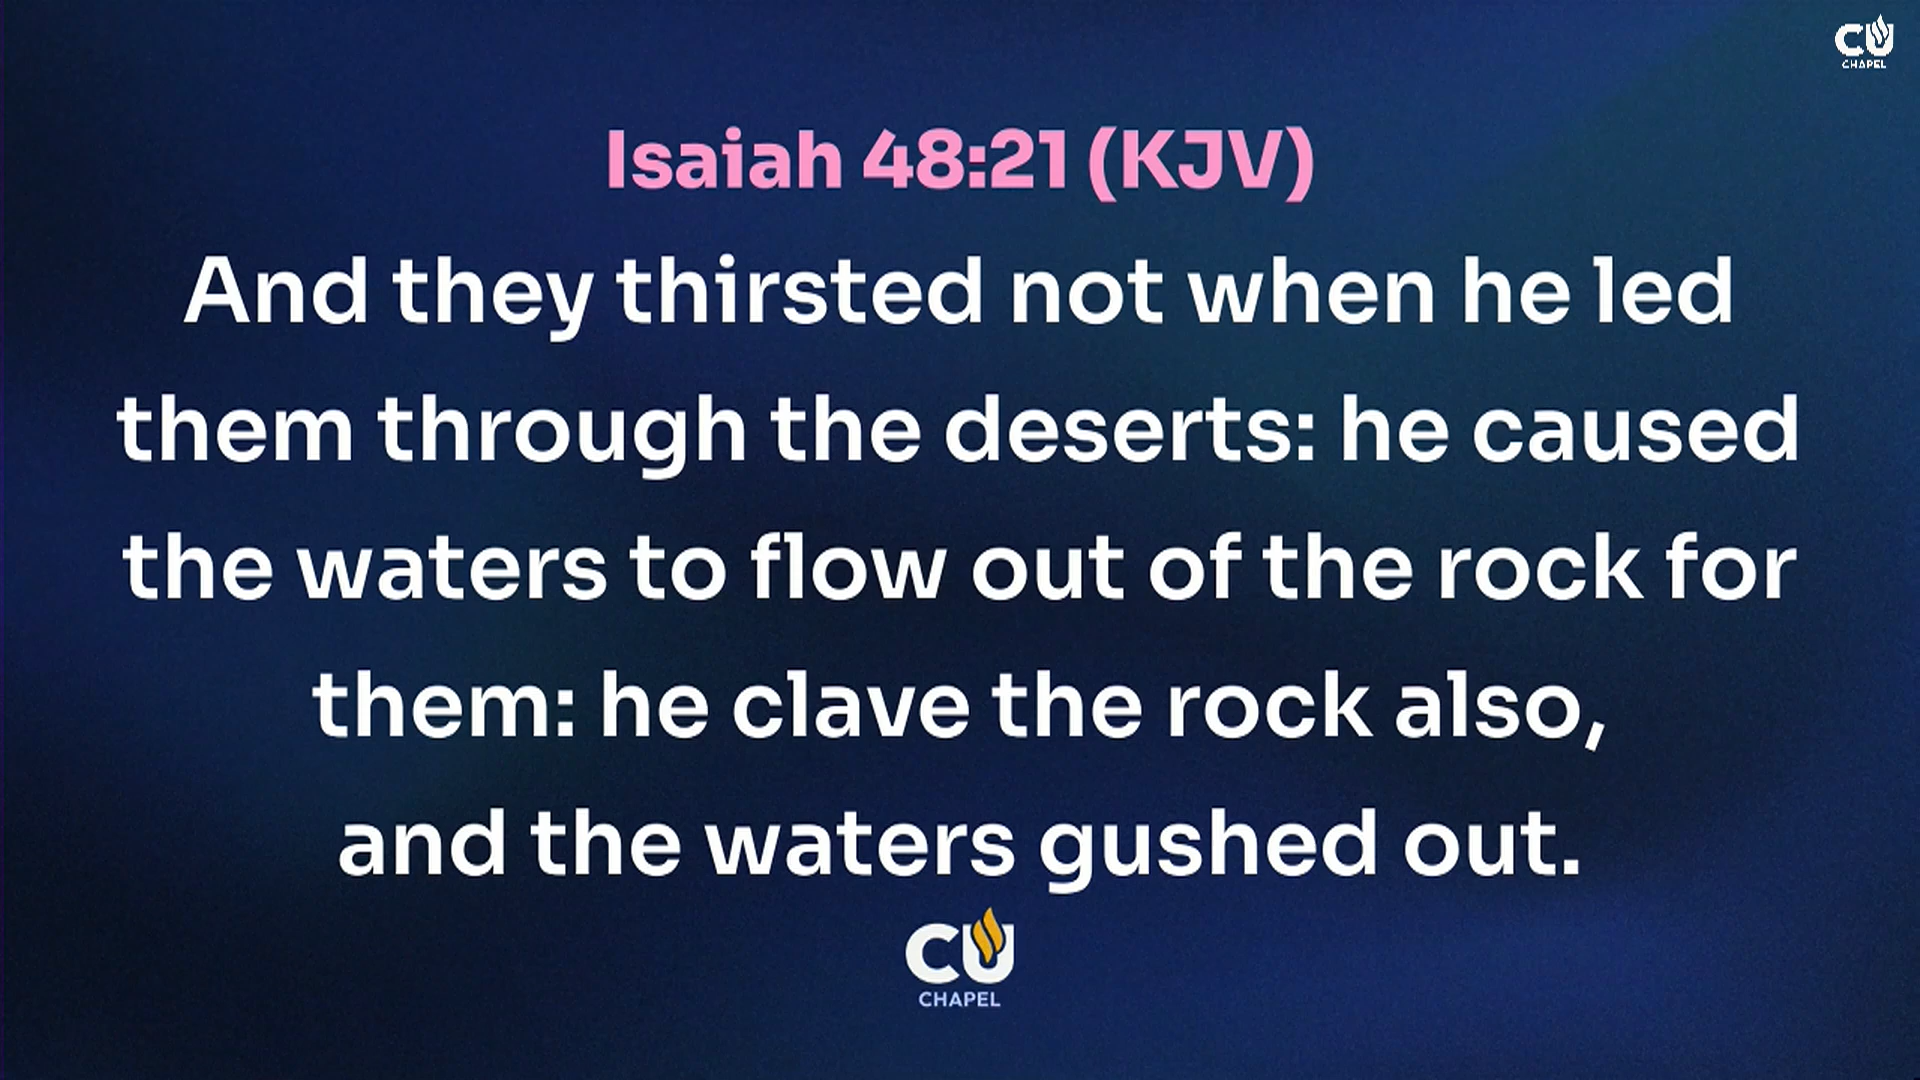 CU
CHAPEL
Isaiah 48:21 (KJV)
And they thirsted not when he led
them through the deserts: he caused
the waters to flow out of the rock for
them: he clave the rock also,
and the waters gushed out.
CU
CHAPEL